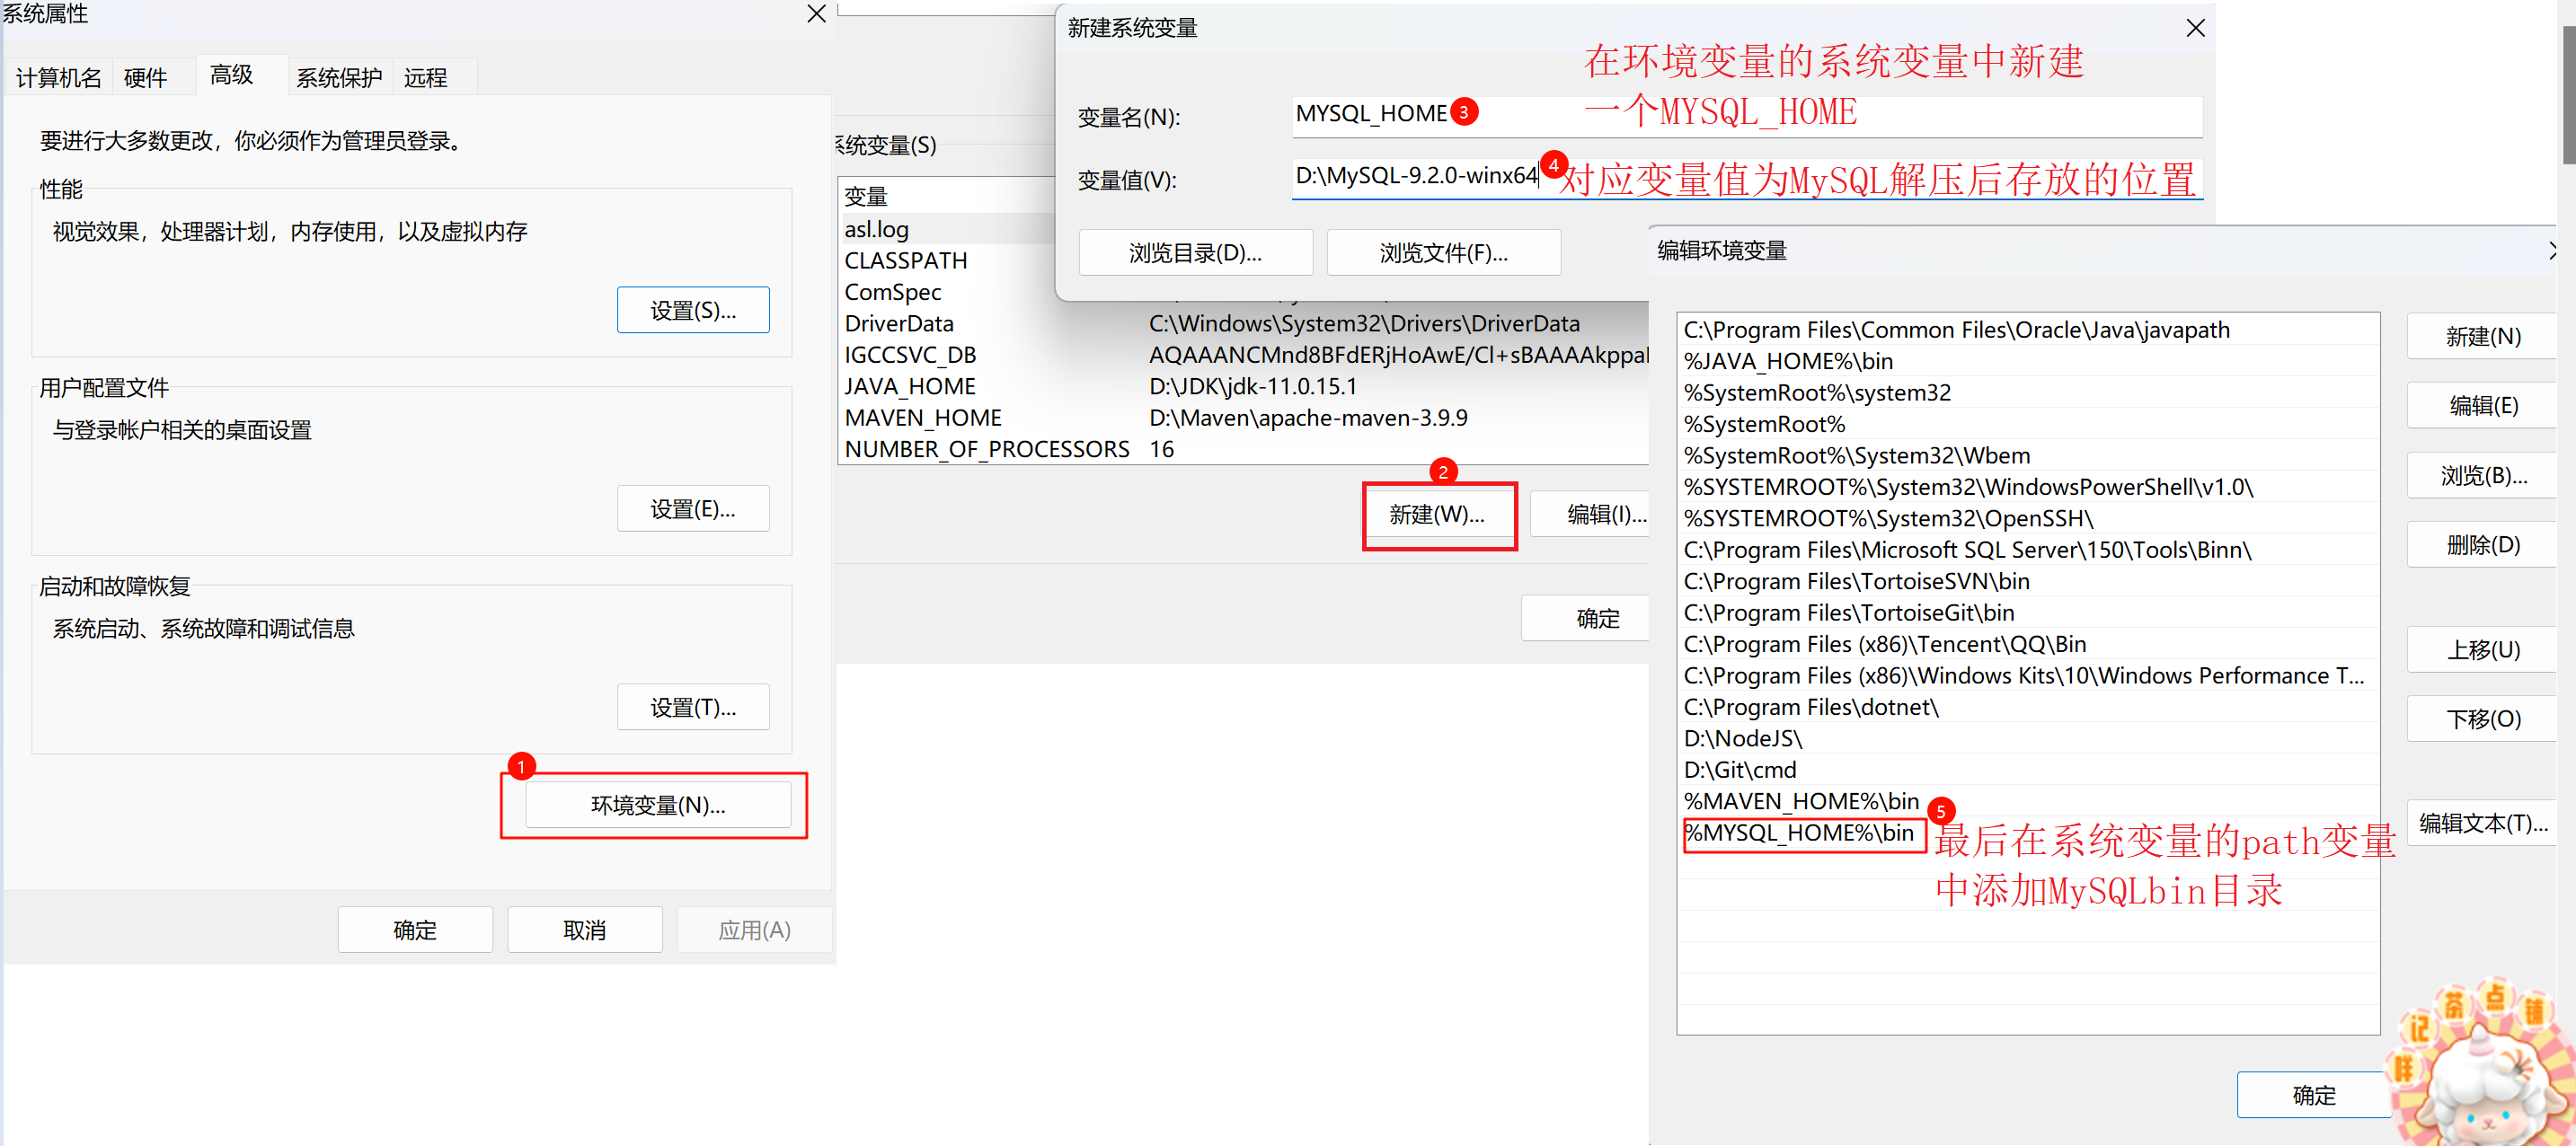 系统属性
计算机名
硬件
高级
系统保护
远程
要进行大多数更改，你必须作为管理员登录。
性能
视觉效果，处理器计划，内存使用，以及虚拟内存
设置(S)...
用户配置文件
与登录帐户相关的桌面设置
设置(E)...
启动和故障恢复
系统启动、系统故障和调试信息
设置(T)...
1
环境变量(N)...
确定
取消
应用(A)
系统变量(S)
变量
asl.log
CLASSPATH
ComSpec
DriverData C:\Windows\System32\Drivers\DriverData
IGCCSVC_DB AQAAANCMnd8BFdERjHoAwE/Cl+sBAAAAkppa
JAVA_HOME D:\JDK\jdk-11.0.15.1
MAVEN_HOME D:\Maven\apache-maven-3.9.9
NUMBER_OF_PROCESSORS 16
2
新建(W)...
编辑(I)...
确定
新建系统变量
在环境变量的系统变量中新建
一个MYSQL_HOME
变量名(N):
MYSQL_HOME
3
变量值(V):
D:\MySQL-9.2.0-winx64
4
对应变量值为MySQL解压后存放的位置
浏览目录(D)...
浏览文件(F)...
编辑环境变量
C:\Program Files\Common Files\Oracle\Java\javapath
%JAVA_HOME%\bin
%SystemRoot%\system32
%SystemRoot%
%SystemRoot%\System32\Wbem
%SYSTEMROOT%\System32\WindowsPowerShell\v1.0\
%SYSTEMROOT%\System32\OpenSSH\
C:\Program Files\Microsoft SQL Server\150\Tools\Binn\
C:\Program Files\TortoiseSVN\bin
C:\Program Files\TortoiseGit\bin
C:\Program Files (x86)\Tencent\QQ\Bin
C:\Program Files (x86)\Windows Kits\10\Windows Performance T...
C:\Program Files\dotnet\
D:\NodeJS\
D:\Git\cmd
%MAVEN_HOME%\bin
%MYSQL_HOME%\bin
5
最后在系统变量的path变量
中添加MySQLbin目录
新建(N)
编辑(E)
浏览(B)...
删除(D)
上移(U)
下移(O)
编辑文本(T)...
确定
咩记茶点铺